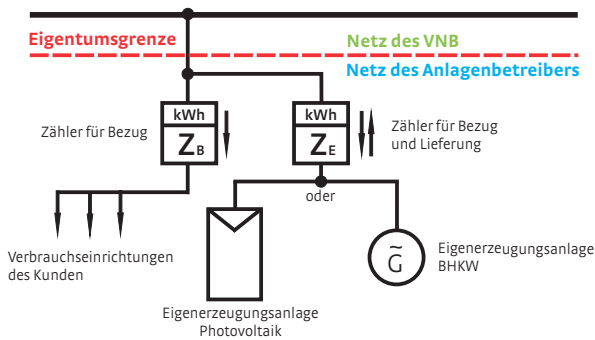 Eigentumsgrenze
Netz des VNB
Netz des Anlagenbetreibers
kWh
kWh
Zähler für Bezug
ZB
ZE
Zähler für Bezug
und Lieferung
oder
Verbrauchseinrichtungen
des Kunden
G̃
Eigenerzeugungsanlage
BHKW
Eigenerzeugungsanlage
Photovoltaik